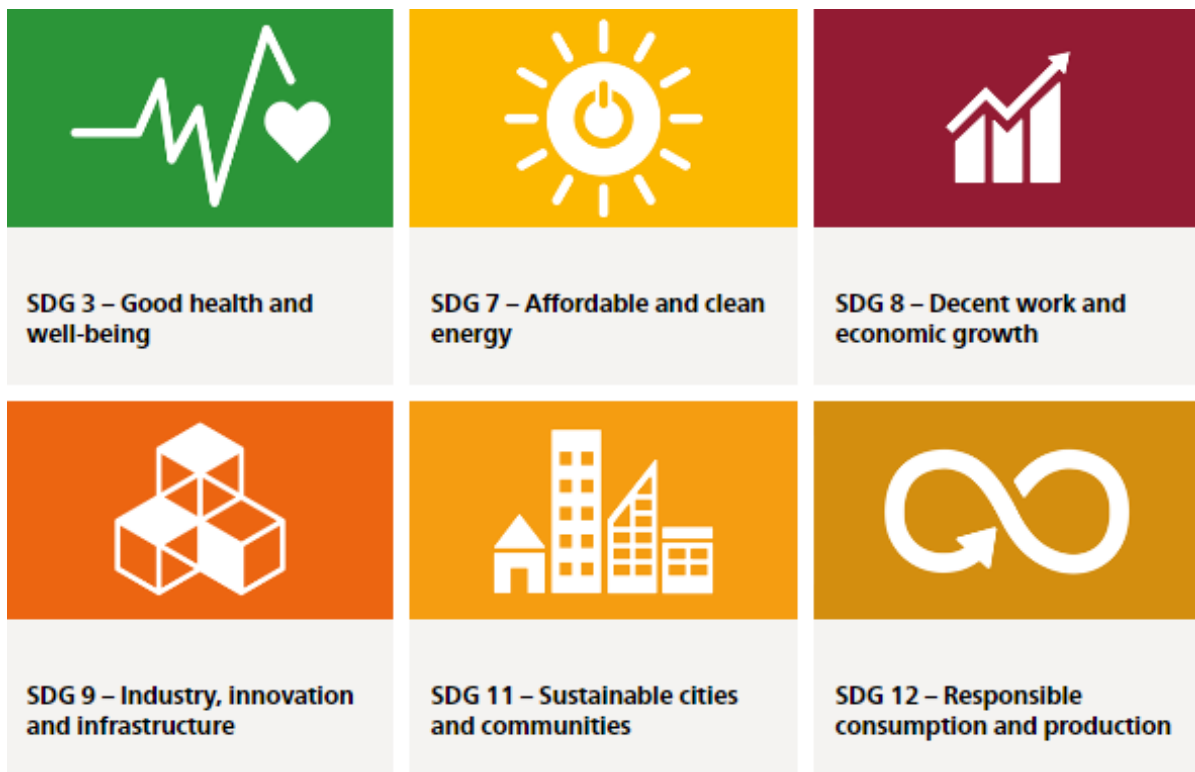 SDG 3 – Good health and
well-being
SDG 7 – Affordable and clean
energy
SDG 8 – Decent work and
economic growth
SDG 9 – Industry, innovation
and infrastructure
SDG 11 – Sustainable cities
and communities
SDG 12 – Responsible
consumption and production